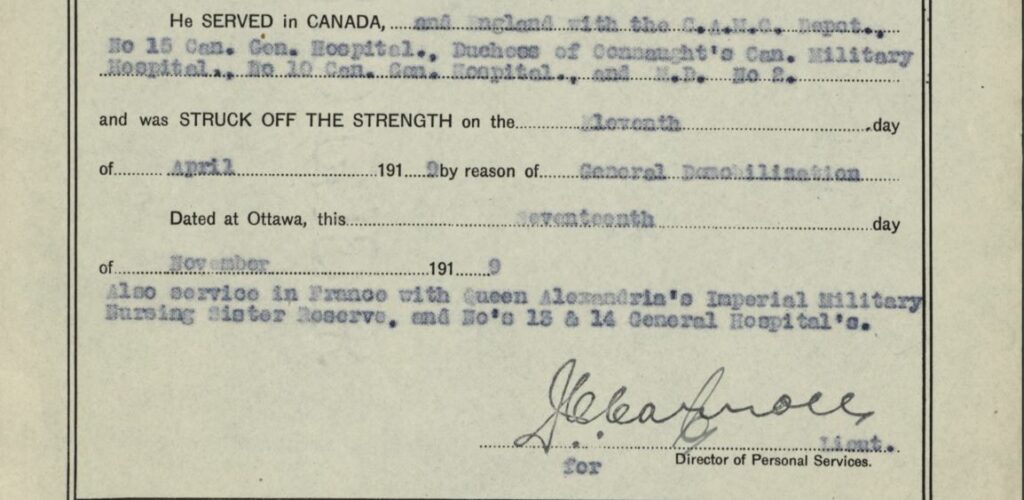 He SERVED in CANADA, and England with the C.A.M.C. Depot.,
No 15 Can. Gen. Hospital., Duchess of Connaught's Can. Military
Hospital., No 10 Can. Gen. Hospital., and M.D. No 2.
and was STRUCK OFF THE STRENGTH on the Eleventh day
of April 1919 by reason of General Demobilisation
Dated at Ottawa, this Seventeenth day
of November 1919
Also service in France with Queen Alexandria's Imperial Military
Nursing Sister Reserve, and No's 13 & 14 General Hospital's.
Lieut.
for Director of Personal Services.